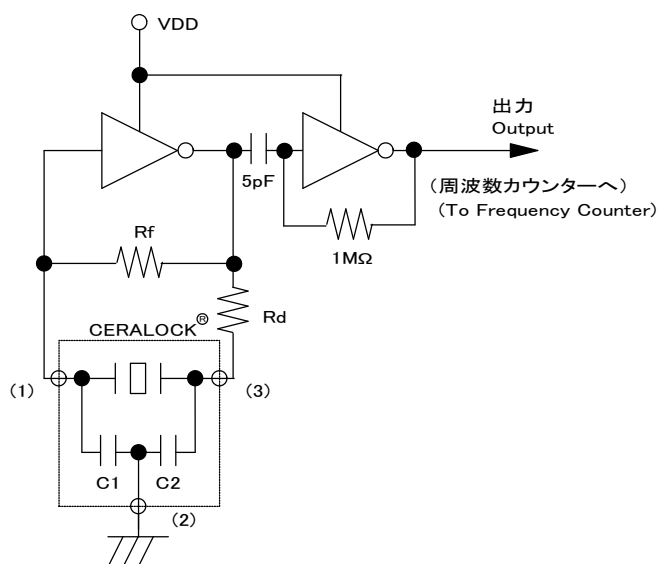 VDD
出力
Output
5pF
(周波数カウンターへ)
(To Frequency Counter)
Rf
1MΩ
CERALOCK®
Rd
(1)
(3)
C1
C2
(2)